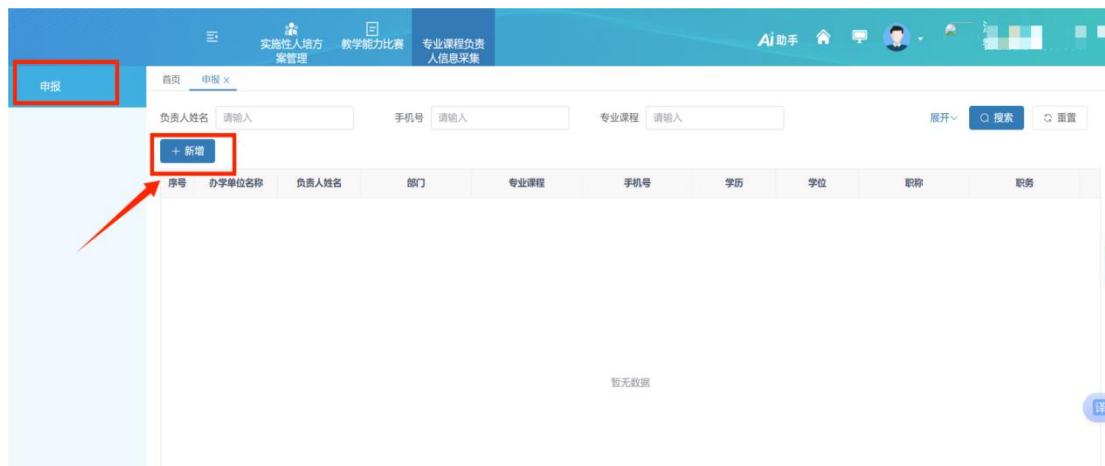 实施性人培方案管理
教学能力比赛
专业课程负责人信息采集
Ai助手
申报
首页 申报 ×
负责人姓名 请输入 手机号 请输入 专业课程 请输入 展开 搜索 重置
+ 新增
序号 办学单位名称 负责人姓名 部门 专业课程 手机号 学历 学位 职称 职务
暂无数据
译